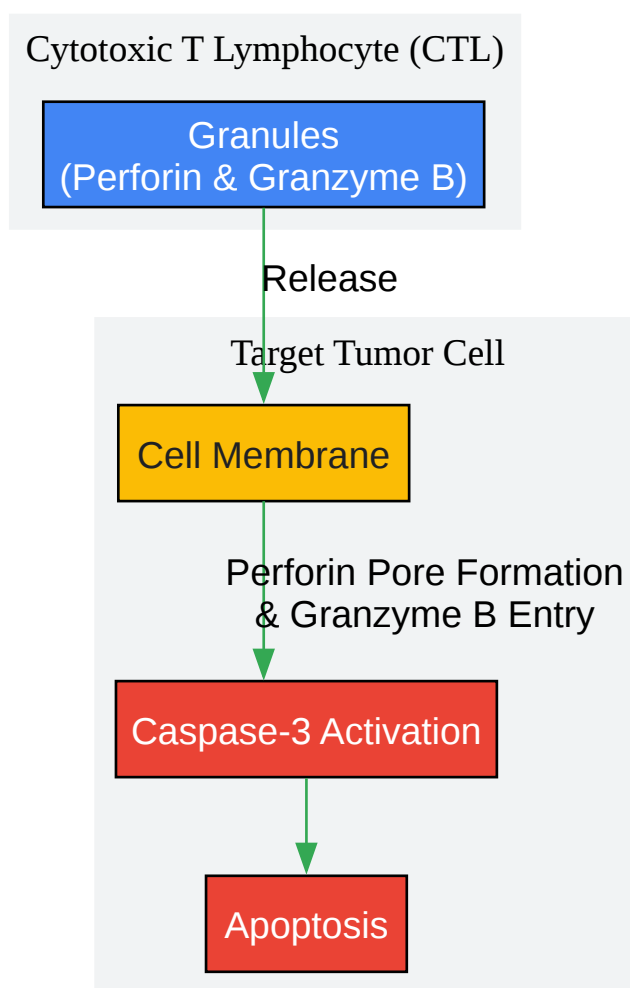 Cytotoxic T Lymphocyte (CTL)
Granules
(Perforin & Granzyme B)
Release
Target Tumor Cell
Cell Membrane
Perforin Pore Formation
& Granzyme B Entry
Caspase-3 Activation
Apoptosis